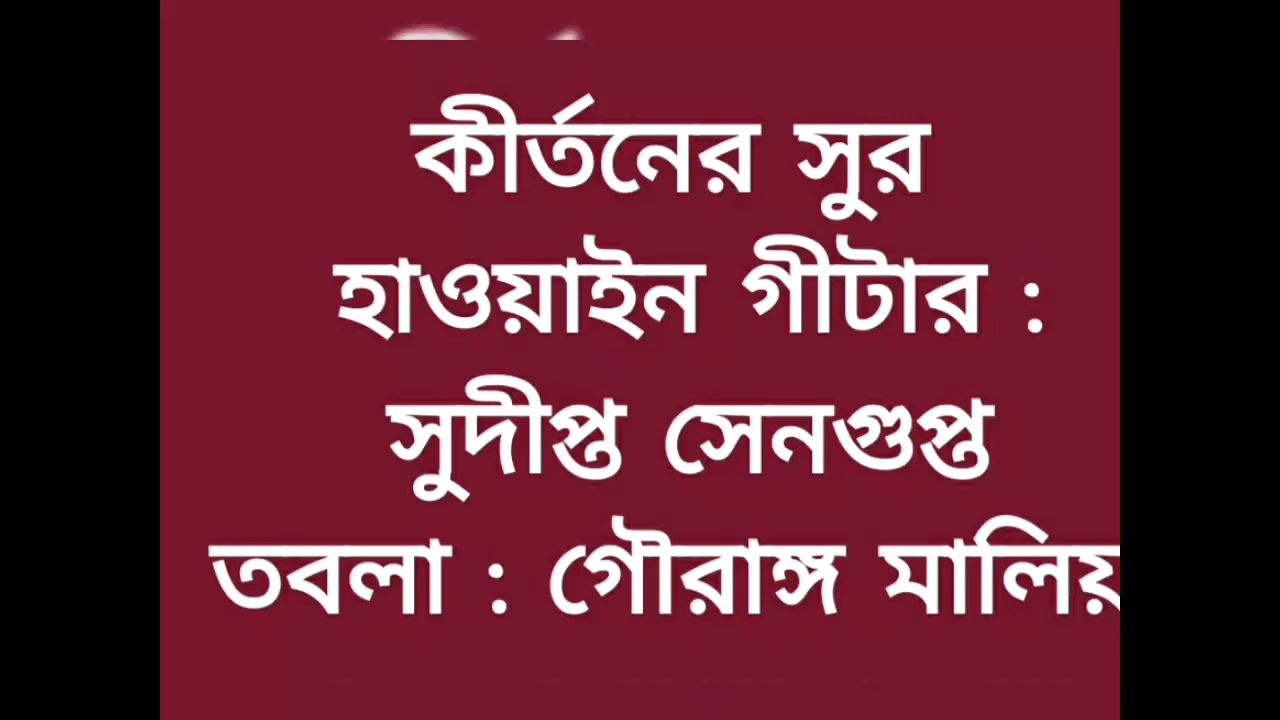 কীর্তনের সুর
হাওয়াইন গীটার :
সুদীপ্ত সেনগুপ্ত
তবলা : গৌরাঙ্গ